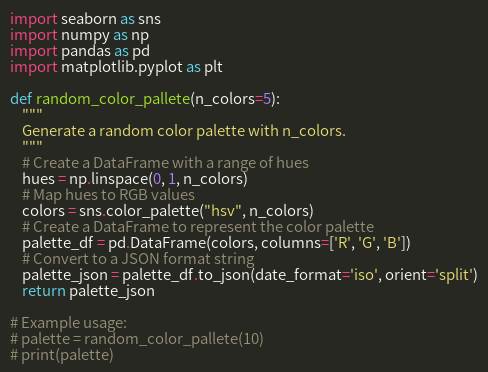 import seaborn as sns
import numpy as np
import pandas as pd
import matplotlib.pyplot as plt

def random_color_pallete(n_colors=5):
    """
    Generate a random color palette with n_colors.
    """
    # Create a DataFrame with a range of hues
    hues = np.linspace(0, 1, n_colors)
    # Map hues to RGB values
    colors = sns.color_palette("hsv", n_colors)
    # Create a DataFrame to represent the color palette
    palette_df = pd.DataFrame(colors, columns=['R', 'G', 'B'])
    # Convert to a JSON format string
    palette_json = palette_df.to_json(date_format='iso', orient='split')
    return palette_json

# Example usage:
# palette = random_color_pallete(10)
# print(palette)